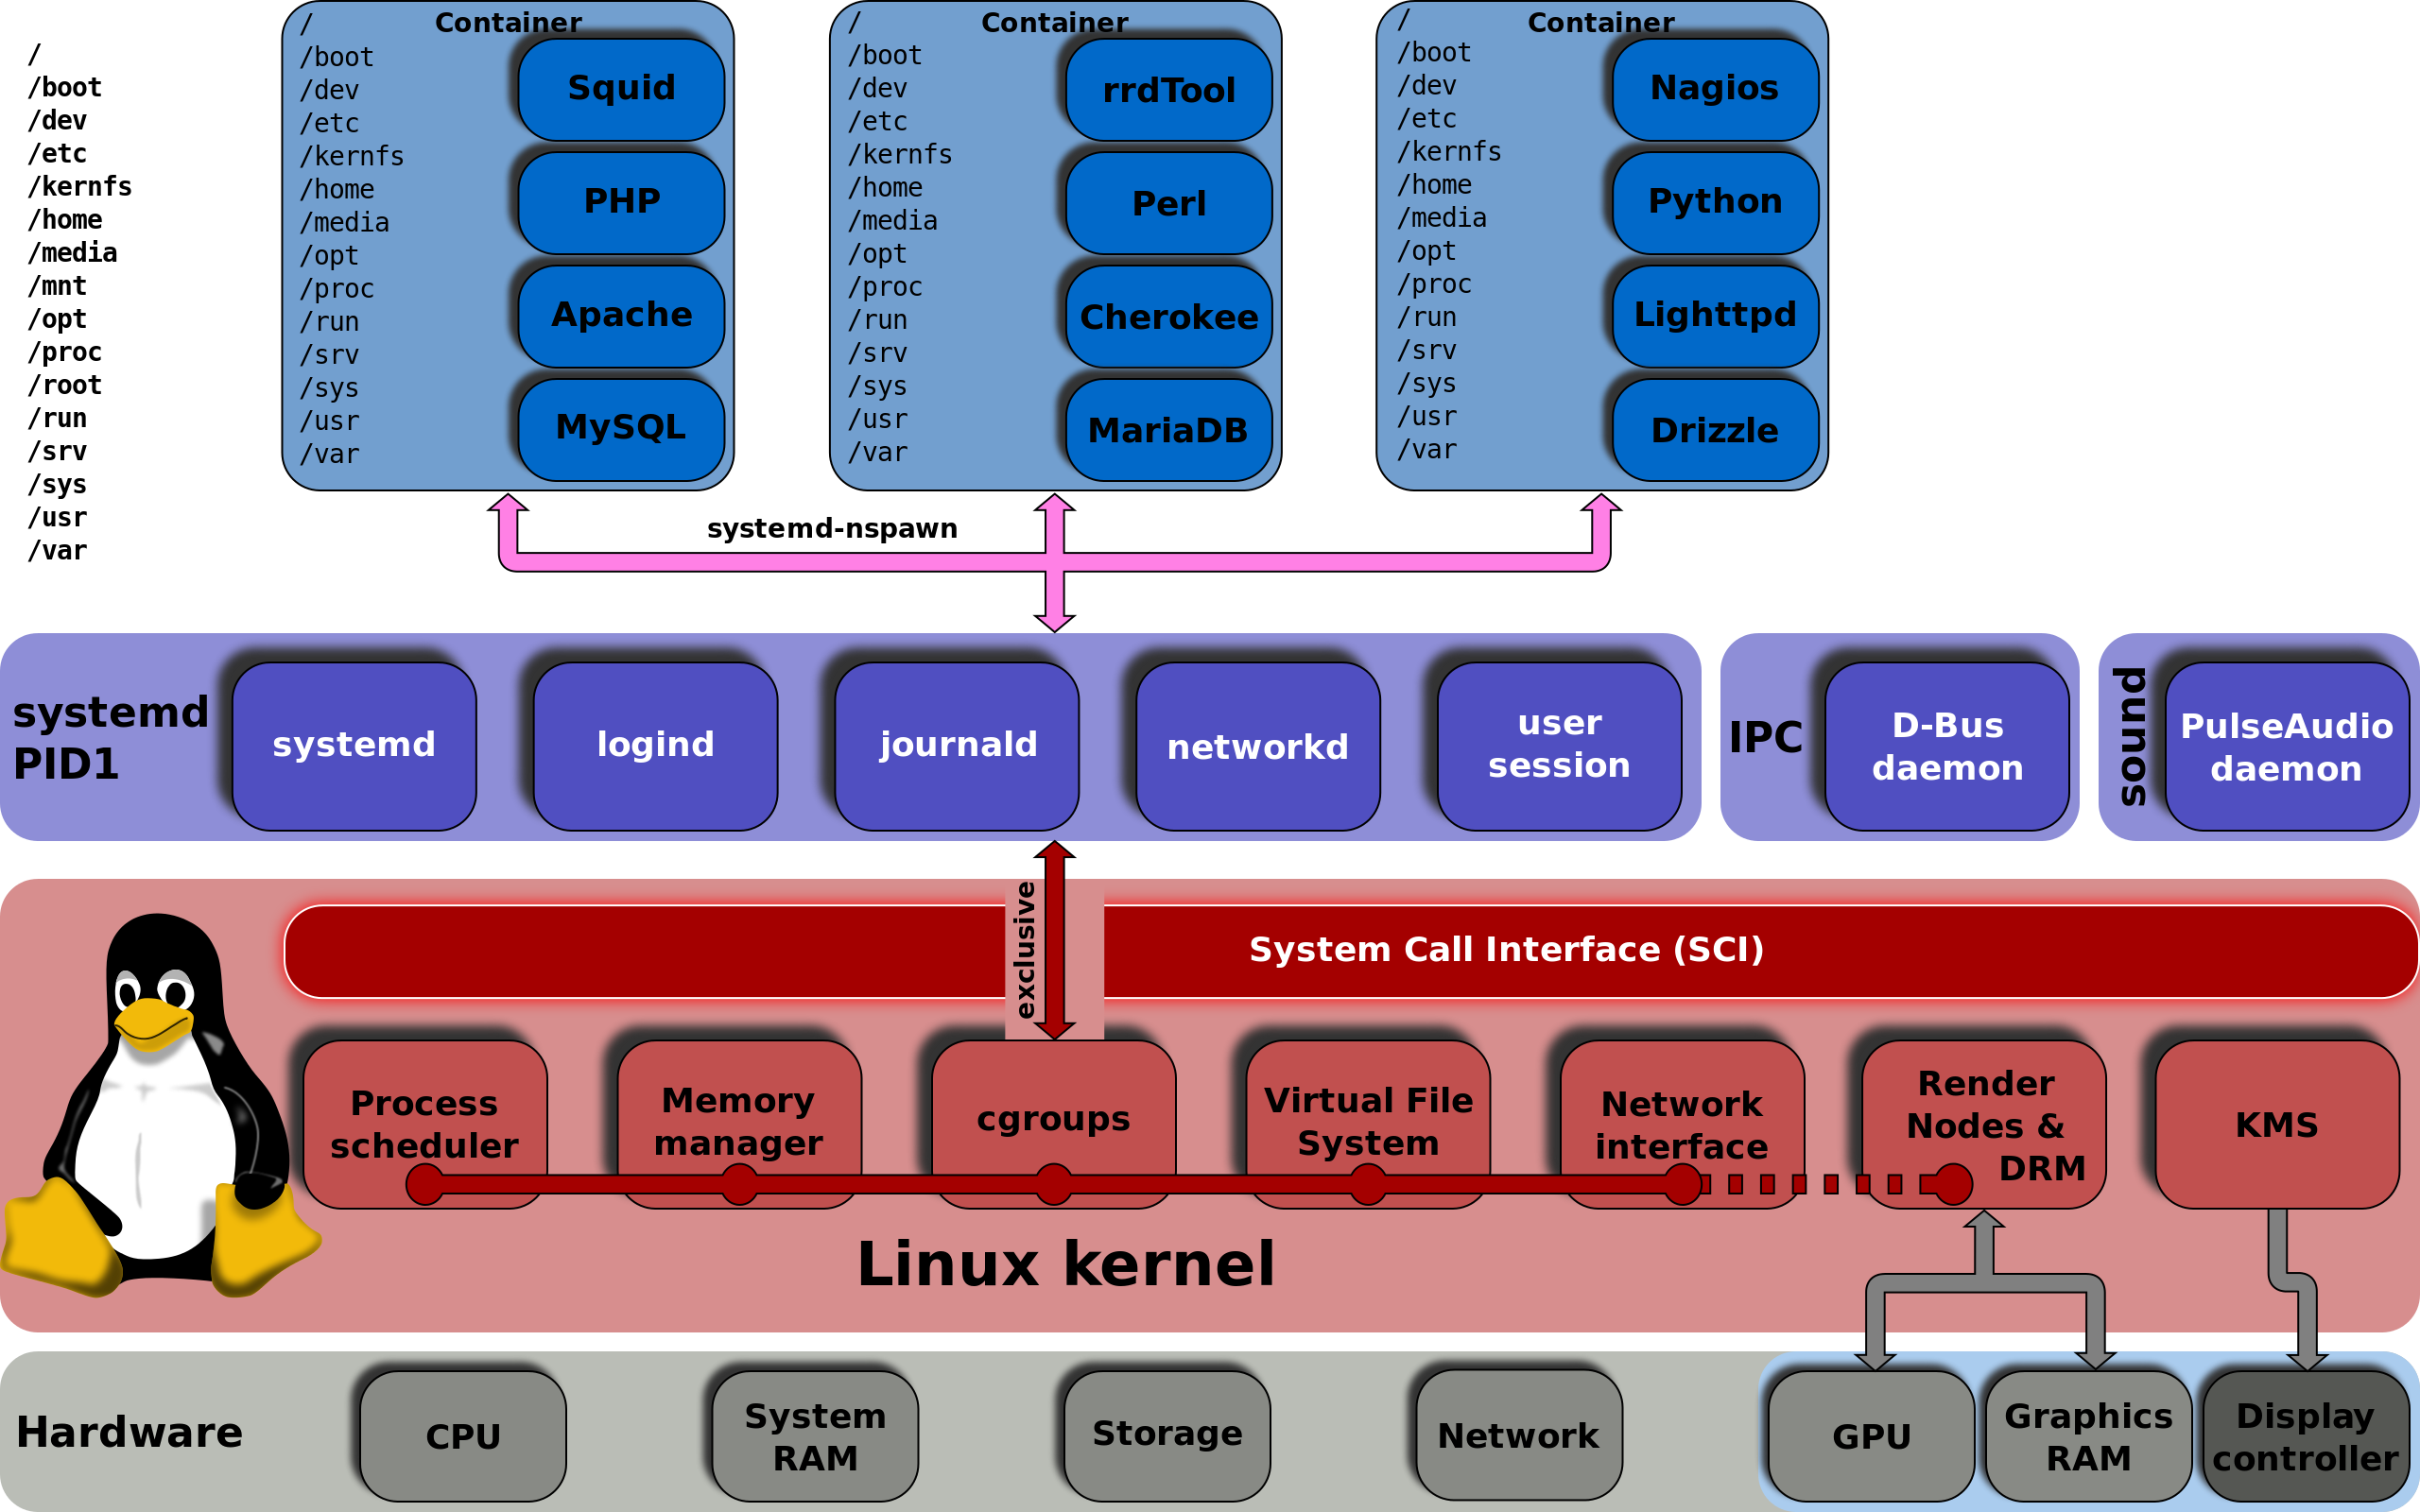 /
/boot
/dev
/etc
/kernfs
/home
/media
/mnt
/opt
/proc
/root
/run
/srv
/sys
/usr
/var
Container
/
/boot
/dev
/etc
/kernfs
/home
/media
/opt
/proc
/run
/srv
/sys
/usr
/var
Squid
PHP
Apache
MySQL
Container
/
/boot
/dev
/etc
/kernfs
/home
/media
/opt
/proc
/run
/srv
/sys
/usr
/var
rrdTool
Perl
Cherokee
MariaDB
Container
/
/boot
/dev
/etc
/kernfs
/home
/media
/opt
/proc
/run
/srv
/sys
/usr
/var
Nagios
Python
Lighttpd
Drizzle
systemd-nspawn
systemd
PID1
systemd
logind
journald
networkd
user
session
IPC
D-Bus
daemon
sound
PulseAudio
daemon
exclusive
System Call Interface (SCI)
Process
scheduler
Memory
manager
cgroups
Virtual File
System
Network
interface
Render
Nodes &
DRM
KMS
Linux kernel
Hardware
CPU
System
RAM
Storage
Network
GPU
Graphics
RAM
Display
controller